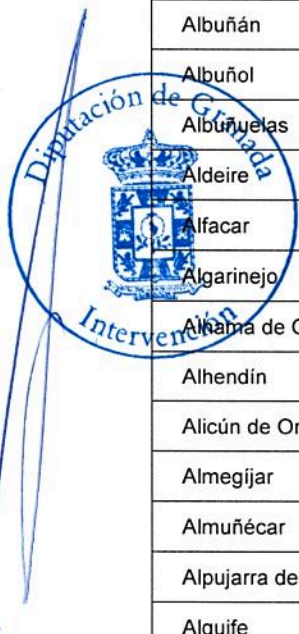 Albuñán
Albuñol
Albuñuelas
Aldeire
Alfacar
Algarinejo
Alhama de G
Alhendín
Alicún de Or
Almegíjar
Almuñécar
Alpujarra de
Alquife
Diputación de Granada
Intervención